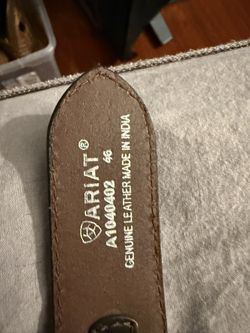 ARIAT®
A1040402 46
GENUINE LEATHER MADE IN INDIA